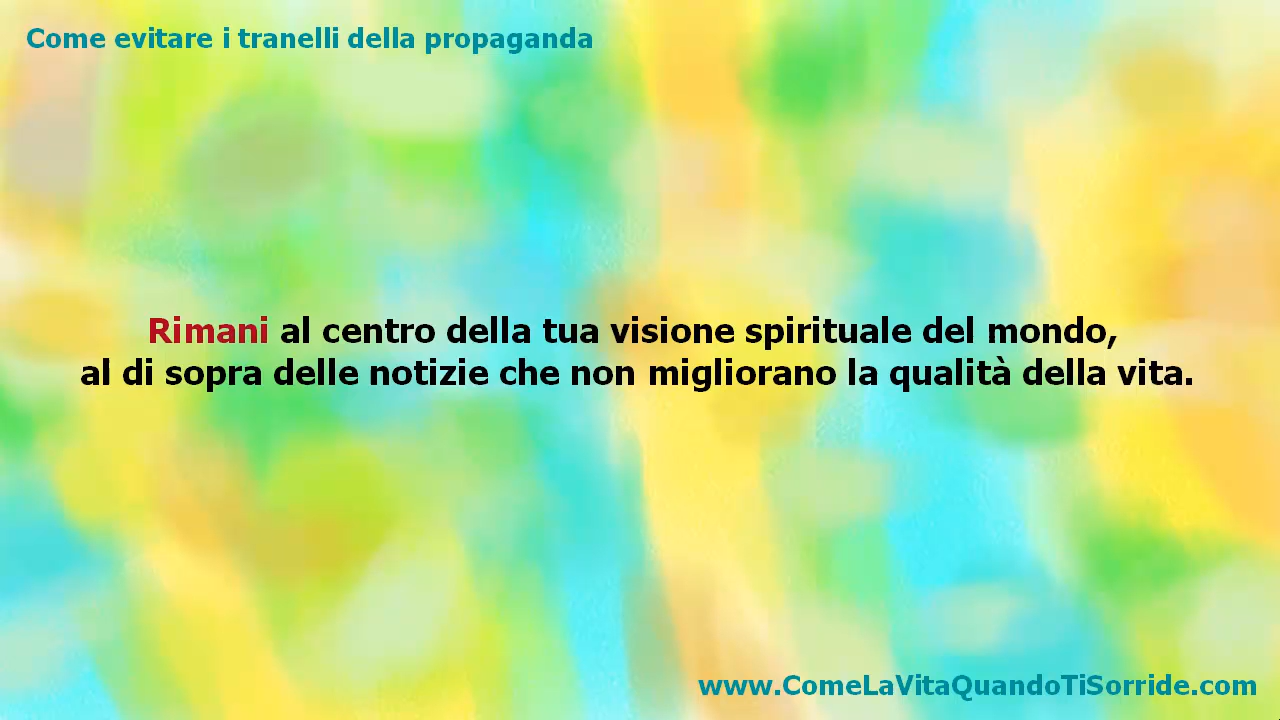 Come evitare i tranelli della propaganda
Rimani al centro della tua visione spirituale del mondo,
al di sopra delle notizie che non migliorano la qualità della vita.
www.ComeLaVitaQuandoTiSorride.com